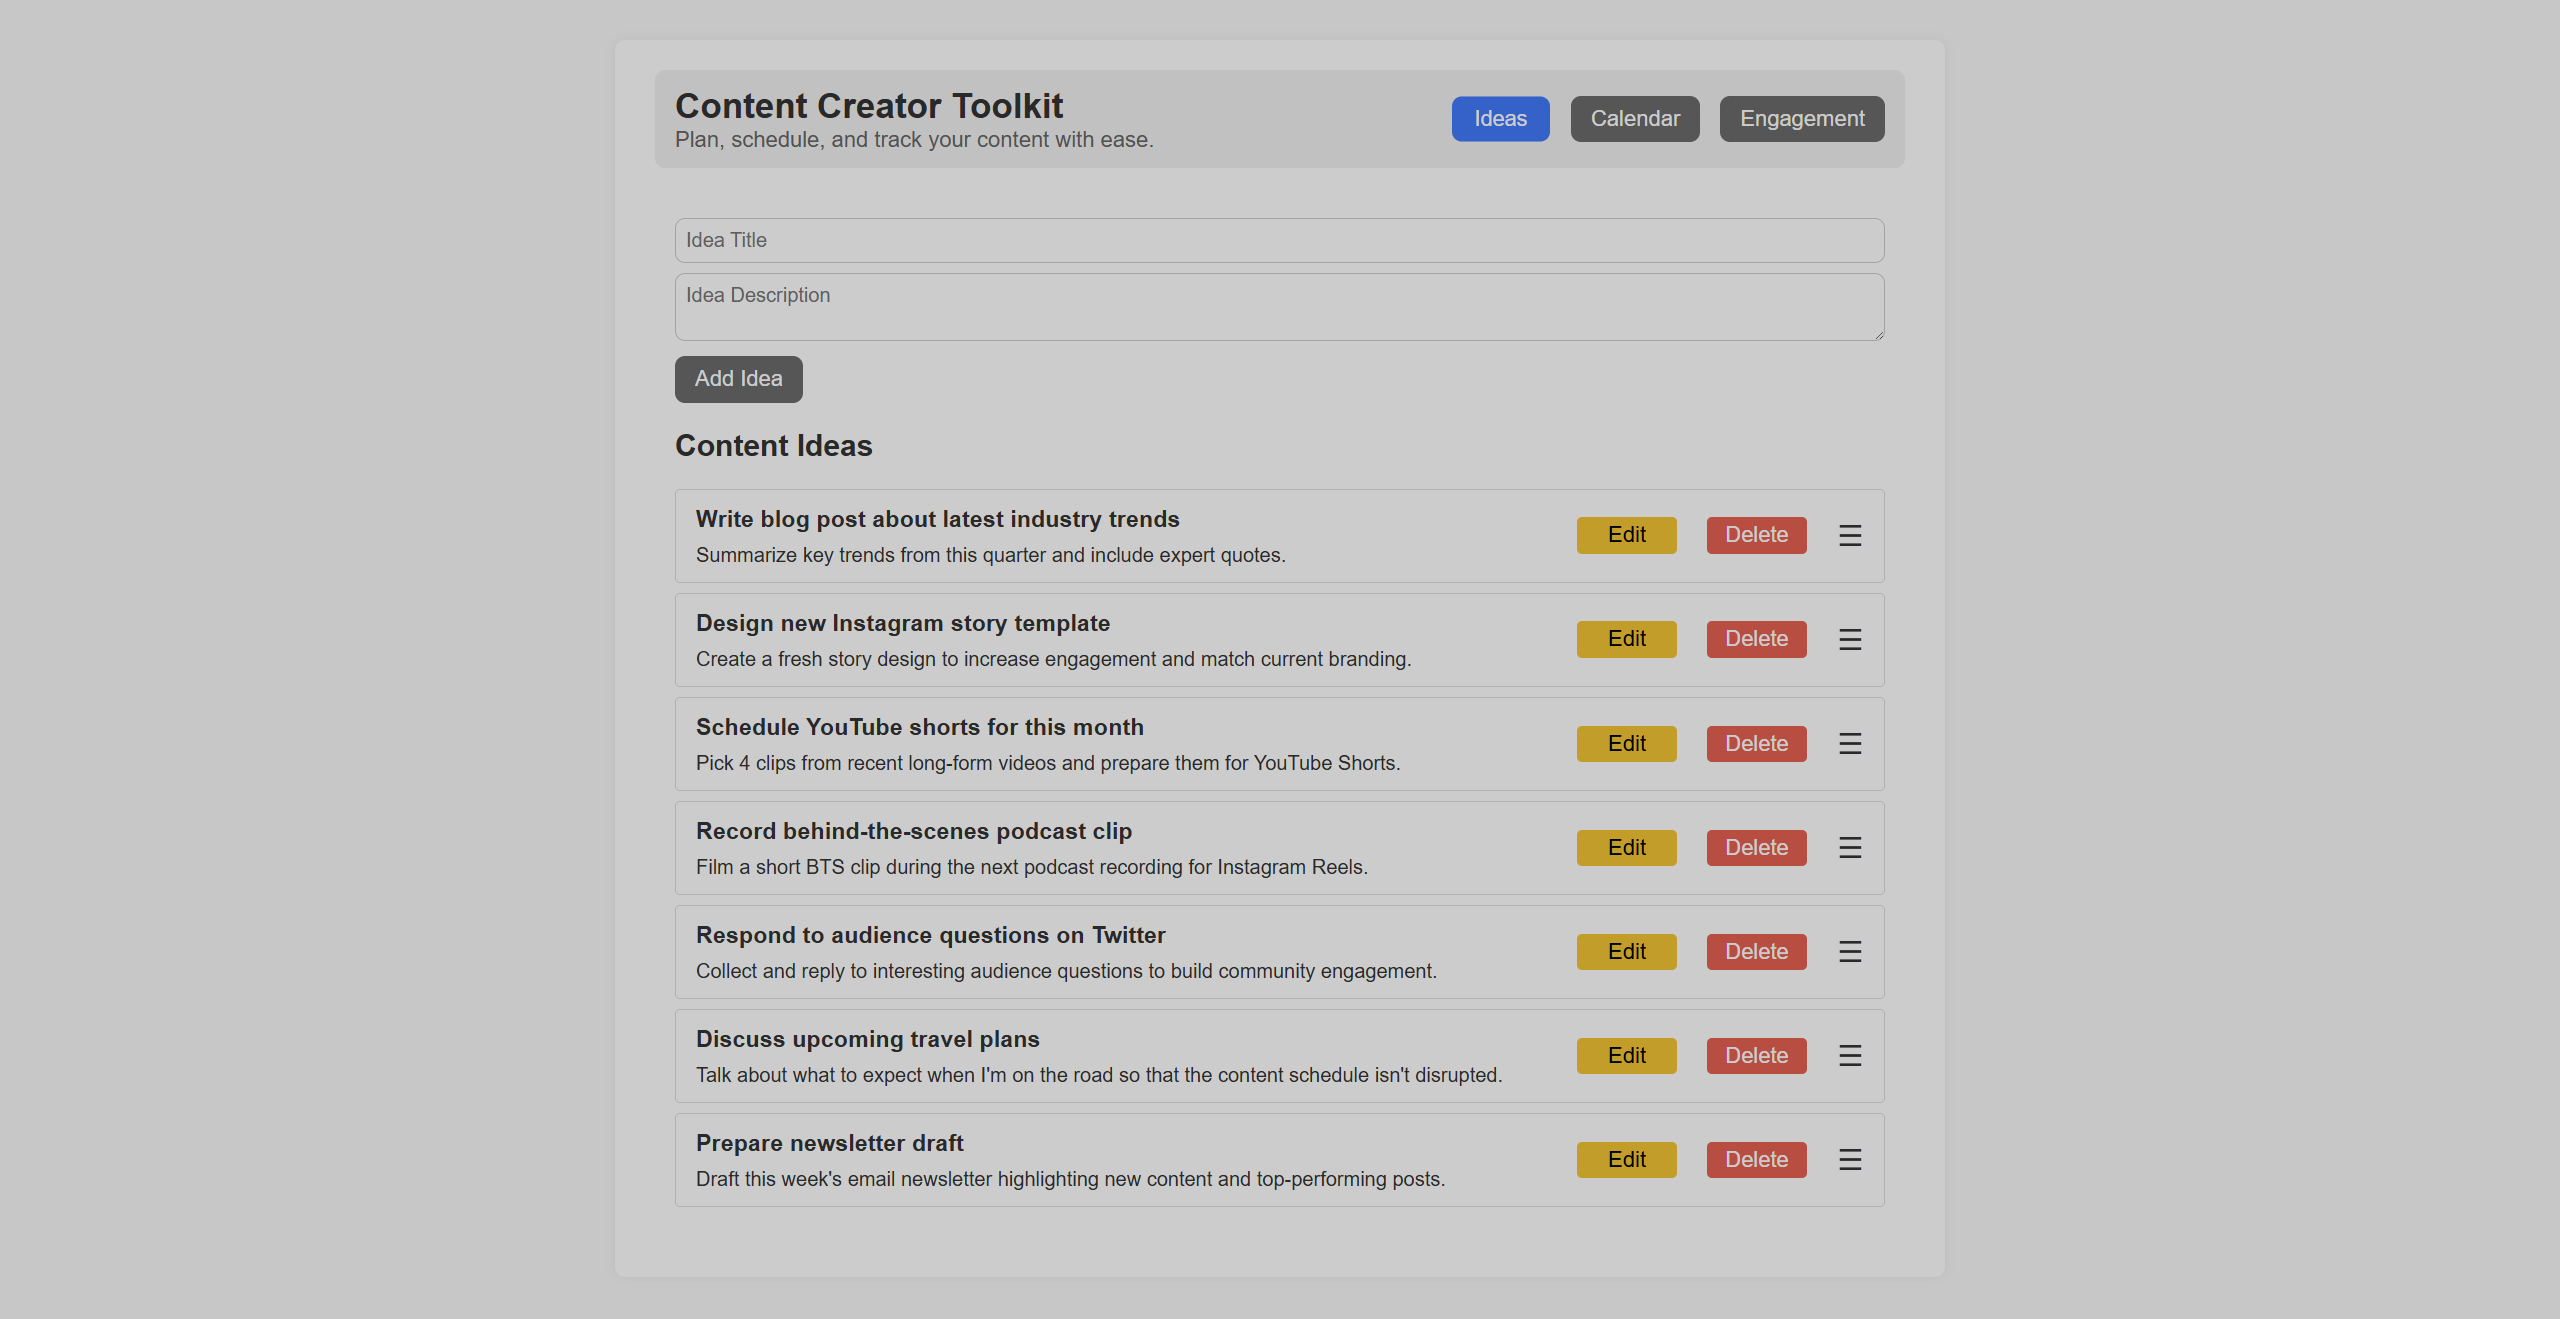 Content Creator Toolkit
Plan, schedule, and track your content with ease.
Ideas
Calendar
Engagement
Idea Title
Idea Description
Add Idea
Content Ideas
Write blog post about latest industry trends
Summarize key trends from this quarter and include expert quotes.
Edit
Delete
Design new Instagram story template
Create a fresh story design to increase engagement and match current branding.
Edit
Delete
Schedule YouTube shorts for this month
Pick 4 clips from recent long-form videos and prepare them for YouTube Shorts.
Edit
Delete
Record behind-the-scenes podcast clip
Film a short BTS clip during the next podcast recording for Instagram Reels.
Edit
Delete
Respond to audience questions on Twitter
Collect and reply to interesting audience questions to build community engagement.
Edit
Delete
Discuss upcoming travel plans
Talk about what to expect when I'm on the road so that the content schedule isn't disrupted.
Edit
Delete
Prepare newsletter draft
Draft this week's email newsletter highlighting new content and top-performing posts.
Edit
Delete